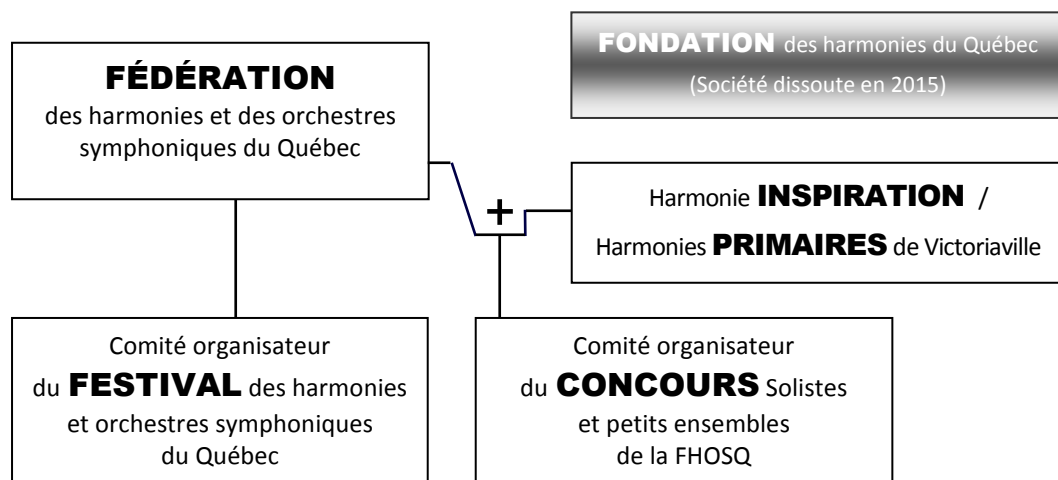 FÉDÉRATION
des harmonies et des orchestres
symphoniques du Québec
FONDATION des harmonies du Québec
(Société dissoute en 2015)
+
Harmonie INSPIRATION /
Harmonies PRIMAIRES de Victoriaville
Comité organisateur
du FESTIVAL des harmonies
et orchestres symphoniques
du Québec
Comité organisateur
du CONCOURS Solistes
et petits ensembles
de la FHOSQ